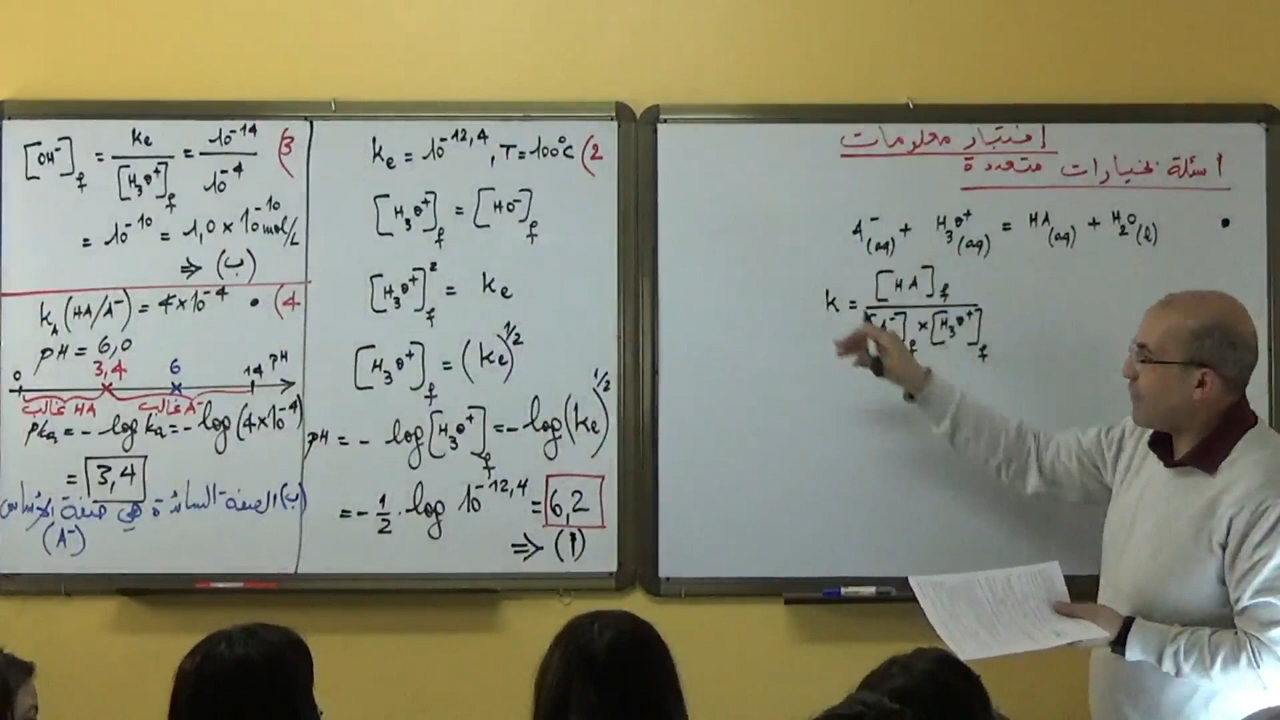 إختبار معلومات
أسئلة خيارات متعددة
• A⁻(aq) + H₃O⁺(aq) = HA(aq) + H₂O(l)
K = [HA]f / [A⁻]f × [H₃O⁺]f
2) Ke = 10^-12,4 , T = 100°C
[H₃O⁺]f = [HO⁻]f
[H₃O⁺]f² = Ke
[H₃O⁺]f = (Ke)^1/2
pH = - log[H₃O⁺]f = - log(Ke)^1/2
= - 1/2 · log 10^-12,4 = 6,2
⇒ (أ)
3) [OH⁻]f = Ke / [H₃O⁺]f = 10^-14 / 10^-4
= 10^-10 = 1,0 × 10^-10 mol/L
⇒ (ب)
4) • KA (HA/A⁻) = 4×10^-4
pH = 6,0
0 3,4 6 14 pH
HA غالب A⁻ غالب
pKa = - log Ka = - log(4×10^-4)
= 3,4
ب) الصفة السائدة هي صفة الأساس
(A⁻)